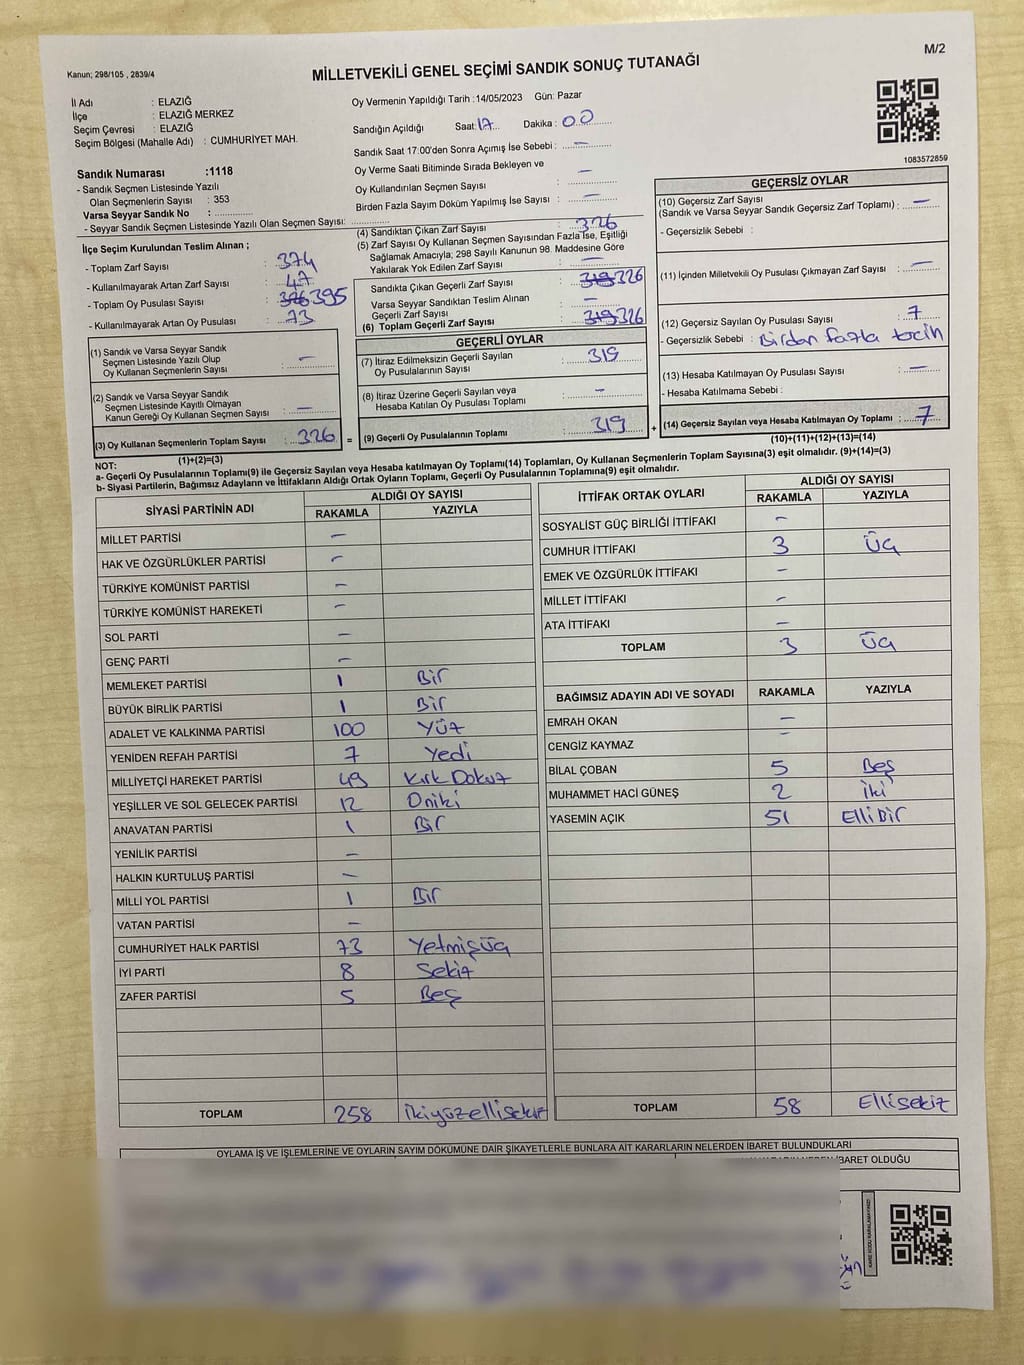 M/2
Kanun; 298/105 , 2839/4
MİLLETVEKİLİ GENEL SEÇİMİ SANDIK SONUÇ TUTANAĞI
İl Adı : ELAZIĞ
İlçe : ELAZIĞ MERKEZ
Seçim Çevresi : ELAZIĞ
Seçim Bölgesi (Mahalle Adı) : CUMHURİYET MAH.
Sandık Numarası :1118
- Sandık Seçmen Listesinde Yazılı
Olan Seçmenlerin Sayısı : 353
Varsa Seyyar Sandık No :
- Seyyar Sandık Seçmen Listesinde Yazılı Olan Seçmen Sayısı:
Oy Vermenin Yapıldığı Tarih :14/05/2023 Gün: Pazar
Sandığın Açıldığı Saat: 17 Dakika : 00
Sandık Saat 17:00'den Sonra Açımış İse Sebebi : —
Oy Verme Saati Bitiminde Sırada Bekleyen ve
Oy Kullandırılan Seçmen Sayısı : —
Birden Fazla Sayım Döküm Yapılmış İse Sayısı : —
1083572859
İlçe Seçim Kurulundan Teslim Alınan ;
- Toplam Zarf Sayısı : 374
- Kullanılmayarak Artan Zarf Sayısı : 47
- Toplam Oy Pusulası Sayısı : 326 395
- Kullanılmayarak Artan Oy Pusulası : 73
(1) Sandık ve Varsa Seyyar Sandık
Seçmen Listesinde Yazılı Olup
Oy Kullanan Seçmenlerin Sayısı : —
(2) Sandık ve Varsa Seyyar Sandık
Seçmen Listesinde Kayıtlı Olmayan
Kanun Gereği Oy Kullanan Seçmen Sayısı : —
(3) Oy Kullanan Seçmenlerin Toplam Sayısı : 326 =
(1)+(2)=(3)
(4) Sandıktan Çıkan Zarf Sayısı : 326
(5) Zarf Sayısı Oy Kullanan Seçmen Sayısından Fazla İse, Eşitliği
Sağlamak Amacıyla; 298 Sayılı Kanunun 98. Maddesine Göre
Yakılarak Yok Edilen Zarf Sayısı : —
Sandıkta Çıkan Geçerli Zarf Sayısı : 319 326
Varsa Seyyar Sandıktan Teslim Alınan
Geçerli Zarf Sayısı : —
(6) Toplam Geçerli Zarf Sayısı : 319 326
GEÇERLİ OYLAR
(7) İtiraz Edilmeksizin Geçerli Sayılan
Oy Pusulalarının Sayısı : 319
(8) İtiraz Üzerine Geçerli Sayılan veya
Hesaba Katılan Oy Pusulası Toplamı : —
(9) Geçerli Oy Pusulalarının Toplamı : 319 +
GEÇERSİZ OYLAR
(10) Geçersiz Zarf Sayısı
(Sandık ve Varsa Seyyar Sandık Geçersiz Zarf Toplamı) : —
- Geçersizlik Sebebi :
(11) İçinden Milletvekili Oy Pusulası Çıkmayan Zarf Sayısı : —
(12) Geçersiz Sayılan Oy Pusulası Sayısı : 7
- Geçersizlik Sebebi : Birden fazla tercih
(13) Hesaba Katılmayan Oy Pusulası Sayısı : —
- Hesaba Katılmama Sebebi :
(14) Geçersiz Sayılan veya Hesaba Katılmayan Oy Toplamı : 7
(10)+(11)+(12)+(13)=(14)
NOT:
a- Geçerli Oy Pusulalarının Toplamı(9) ile Geçersiz Sayılan veya Hesaba katılmayan Oy Toplamı(14) Toplamları, Oy Kullanan Seçmenlerin Toplam Sayısına(3) eşit olmalıdır. (9)+(14)=(3)
b- Siyasi Partilerin, Bağımsız Adayların ve İttifakların Aldığı Ortak Oyların Toplamı, Geçerli Oy Pusulalarının Toplamına(9) eşit olmalıdır.
SİYASİ PARTİNİN ADI ALDIĞI OY SAYISI
RAKAMLA YAZIYLA
MİLLET PARTİSİ —
HAK VE ÖZGÜRLÜKLER PARTİSİ —
TÜRKİYE KOMÜNİST PARTİSİ —
TÜRKİYE KOMÜNİST HAREKETİ —
SOL PARTİ —
GENÇ PARTİ —
MEMLEKET PARTİSİ 1 Bir
BÜYÜK BİRLİK PARTİSİ 1 Bir
ADALET VE KALKINMA PARTİSİ 100 Yüz
YENİDEN REFAH PARTİSİ 7 Yedi
MİLLİYETÇİ HAREKET PARTİSİ 49 Kırk Dokuz
YEŞİLLER VE SOL GELECEK PARTİSİ 12 Oniki
ANAVATAN PARTİSİ 1 Bir
YENİLİK PARTİSİ —
HALKIN KURTULUŞ PARTİSİ —
MİLLİ YOL PARTİSİ 1 Bir
VATAN PARTİSİ —
CUMHURİYET HALK PARTİSİ 73 Yetmişüç
İYİ PARTİ 8 Sekiz
ZAFER PARTİSİ 5 Beş
TOPLAM 258 ikiyüzellisekiz
İTTİFAK ORTAK OYLARI ALDIĞI OY SAYISI
RAKAMLA YAZIYLA
SOSYALİST GÜÇ BİRLİĞİ İTTİFAKI —
CUMHUR İTTİFAKI 3 Üç
EMEK VE ÖZGÜRLÜK İTTİFAKI —
MİLLET İTTİFAKI —
ATA İTTİFAKI —
TOPLAM 3 Üç
BAĞIMSIZ ADAYIN ADI VE SOYADI RAKAMLA YAZIYLA
EMRAH OKAN —
CENGİZ KAYMAZ —
BİLAL ÇOBAN 5 Beş
MUHAMMET HACİ GÜNEŞ 2 İki
YASEMİN AÇIK 51 Elli Bir
TOPLAM 58 Ellisekiz
OYLAMA İŞ VE İŞLEMLERİNE VE OYLARIN SAYIM DÖKÜMÜNE DAİR ŞİKAYETLERLE BUNLARA AİT KARARLARIN NELERDEN İBARET BULUNDUKLARI
İBARET OLDUĞU